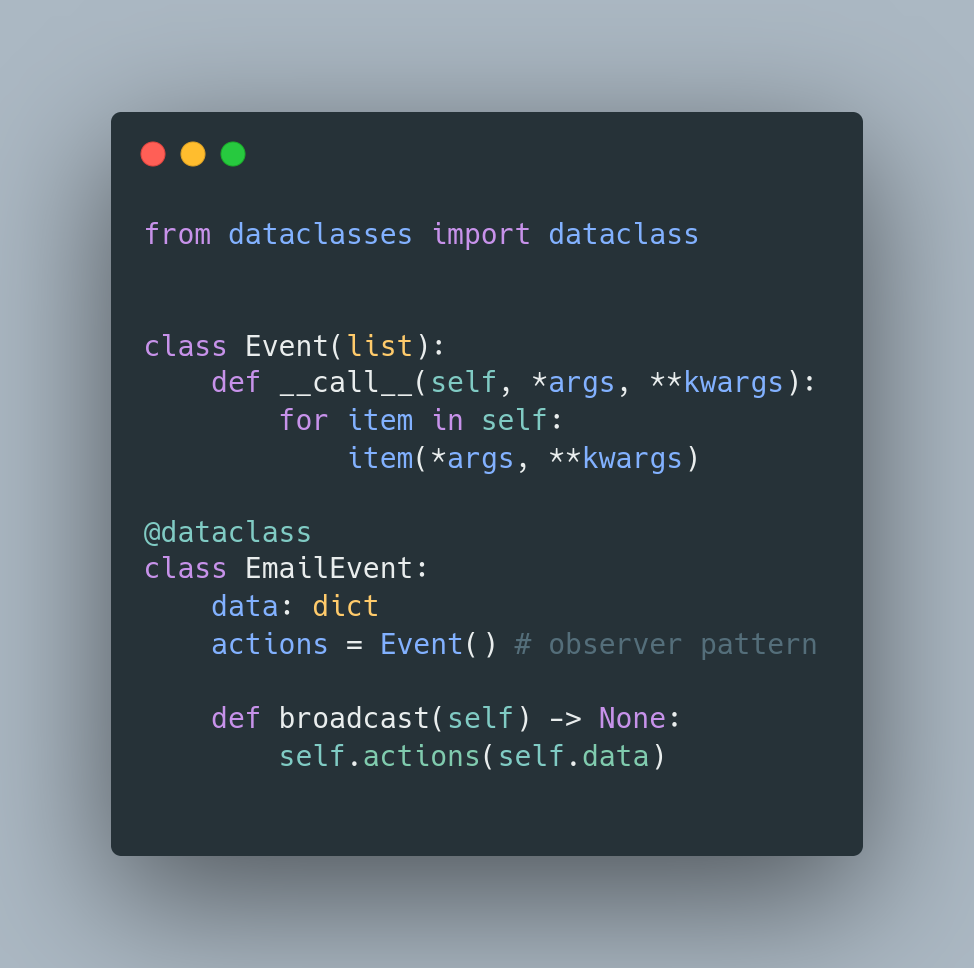 from dataclasses import dataclass
class Event(list):
    def __call__(self, *args, **kwargs):
        for item in self:
            item(*args, **kwargs)
@dataclass
class EmailEvent:
    data: dict
    actions = Event() # observer pattern
    def broadcast(self) -> None:
        self.actions(self.data)